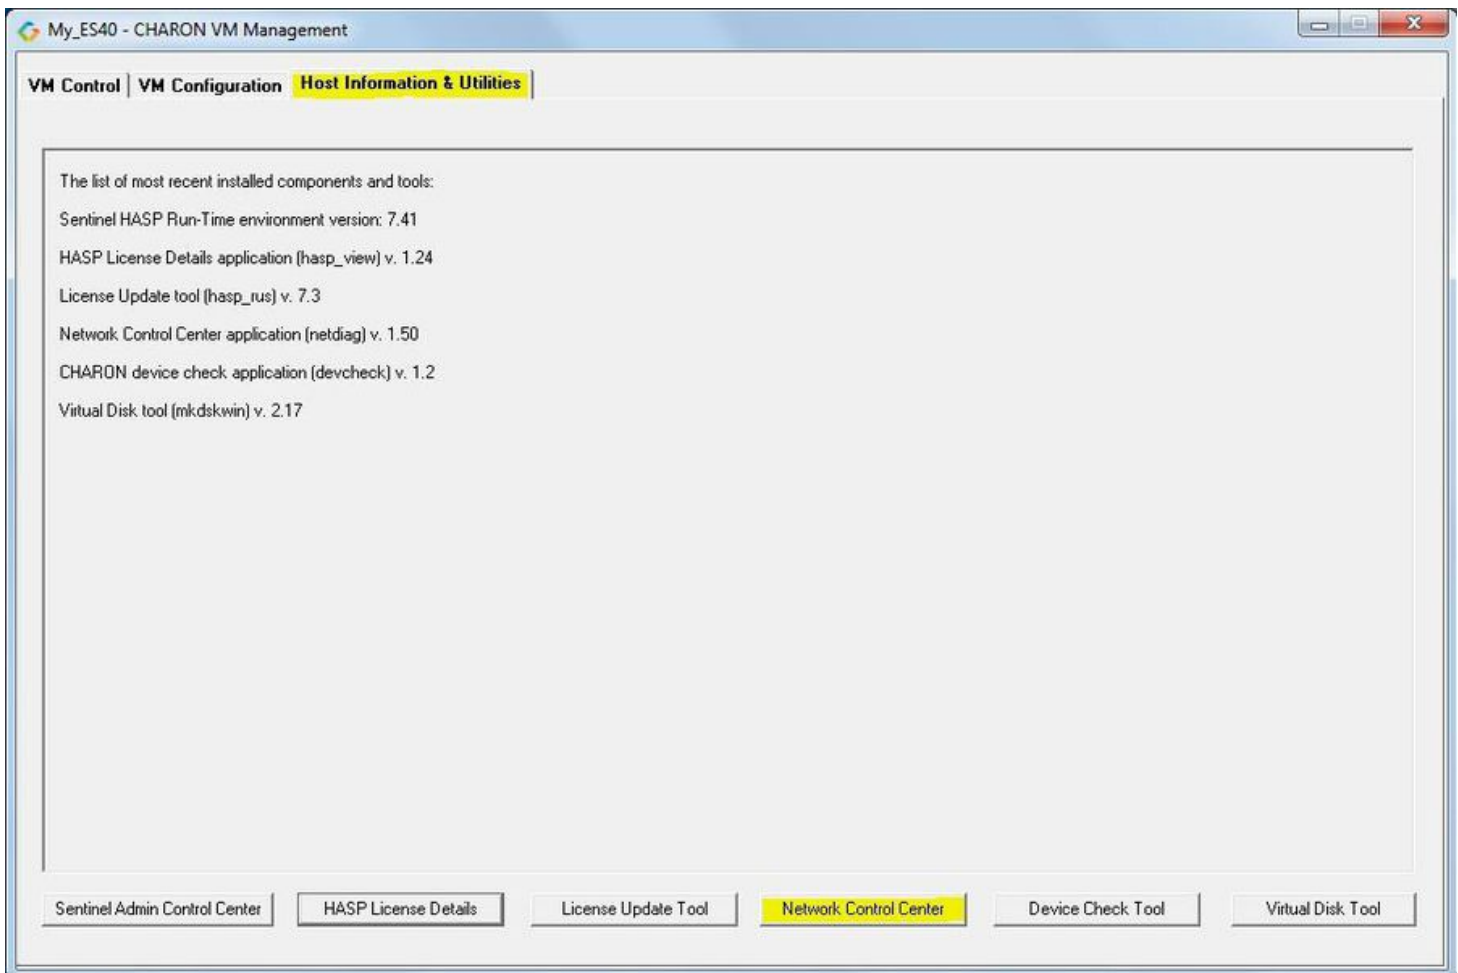 My_ES40 - CHARON VM Management
VM Control VM Configuration Host Information & Utilities
The list of most recent installed components and tools:
Sentinel HASP Run-Time environment version: 7.41
HASP License Details application (hasp_view) v. 1.24
License Update tool (hasp_rus) v. 7.3
Network Control Center application (netdiag) v. 1.50
CHARON device check application (devcheck) v. 1.2
Virtual Disk tool (mkdskwin) v. 2.17
Sentinel Admin Control Center HASP License Details License Update Tool Network Control Center Device Check Tool Virtual Disk Tool